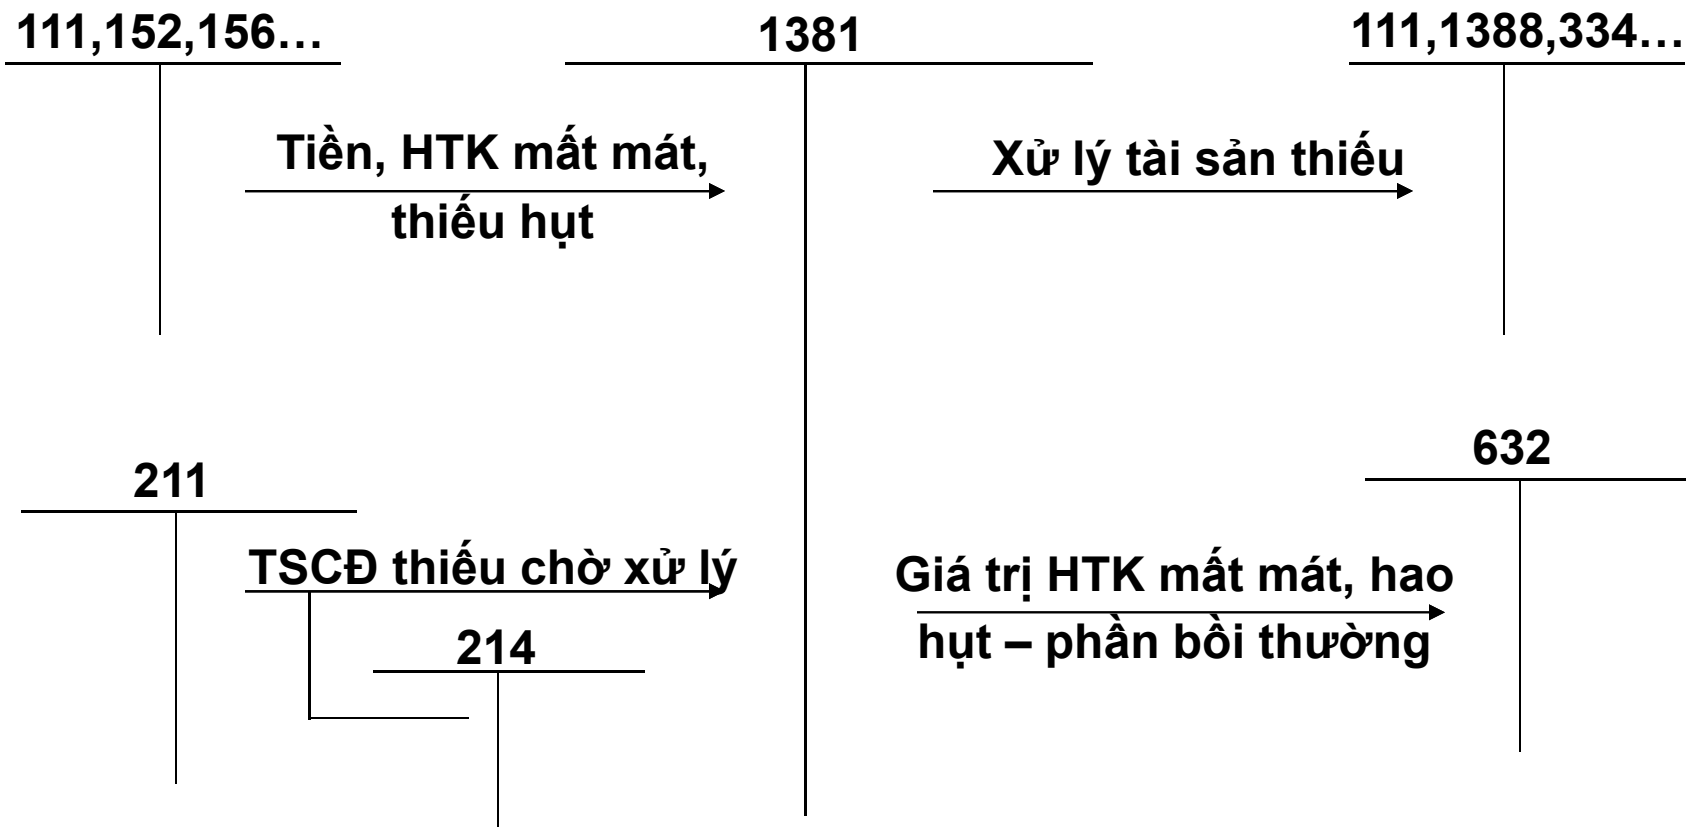 111,152,156…
1381
111,1388,334…
Tiền, HTK mất mát,
thiếu hụt
Xử lý tài sản thiếu
211
632
TSCĐ thiếu chờ xử lý
214
Giá trị HTK mất mát, hao
hụt – phần bồi thường